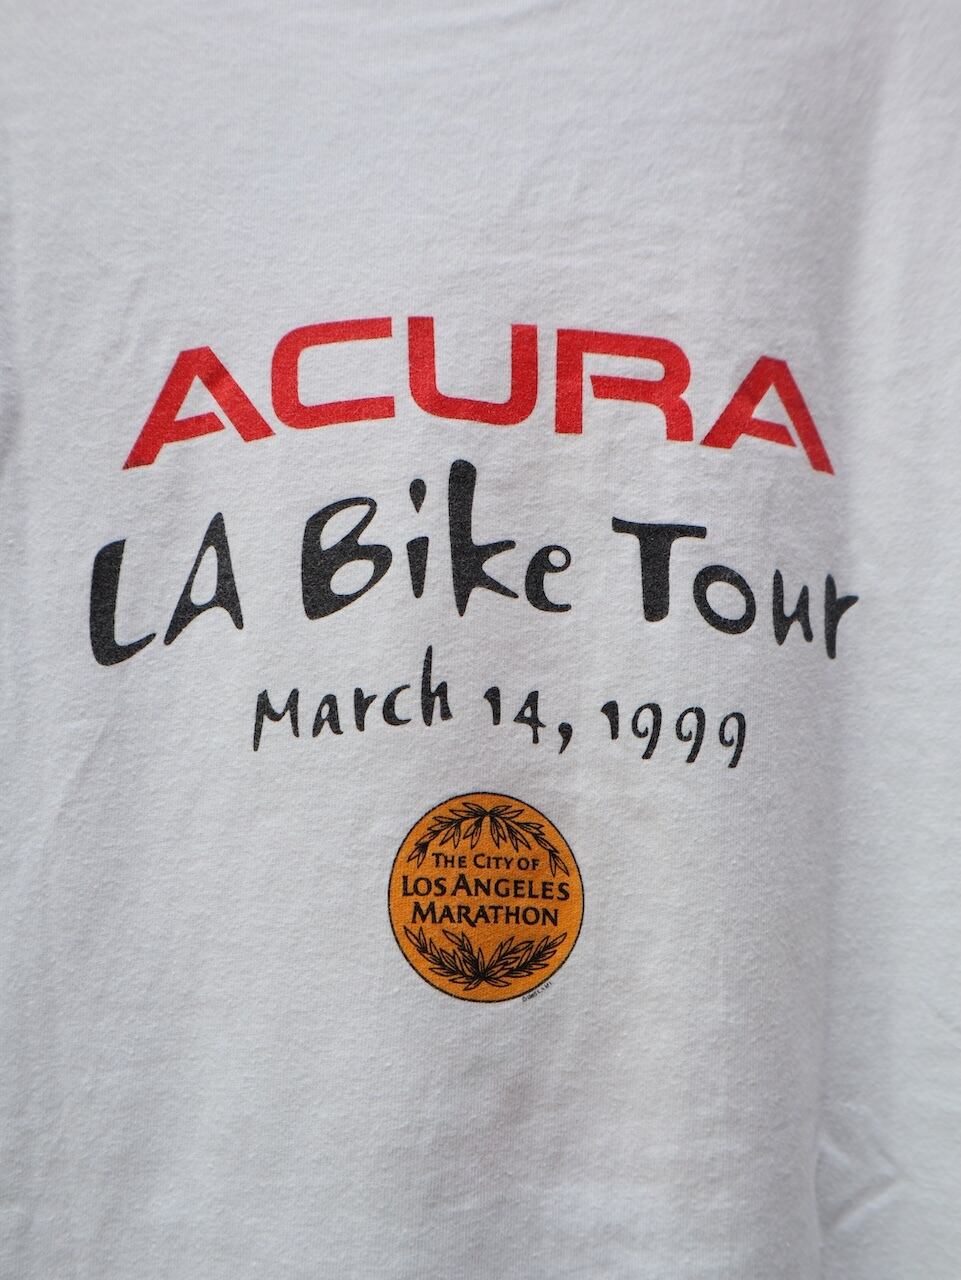 ACURA
LA Bike Tour
March 14, 1999
THE CITY OF
LOS ANGELES
MARATHON